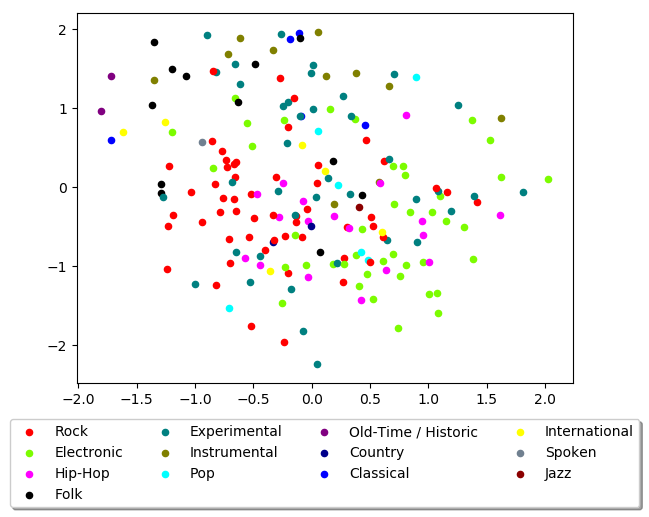 2
1
0
−1
−2
−2.0 −1.5 −1.0 −0.5 0.0 0.5 1.0 1.5 2.0
Rock Experimental Old-Time / Historic International
Electronic Instrumental Country Spoken
Hip-Hop Pop Classical Jazz
Folk